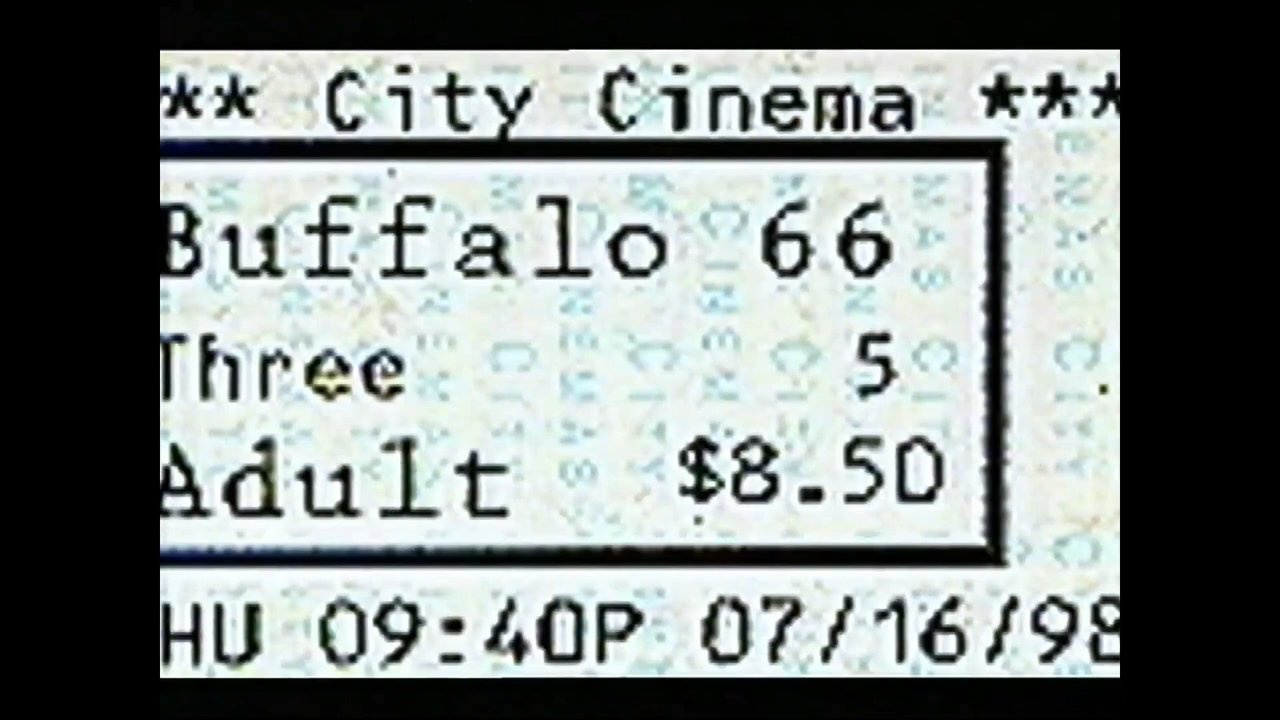 ** City Cinema ***
Buffalo 66
Three 5
Adult $8.50
HU 09:40P 07/16/98